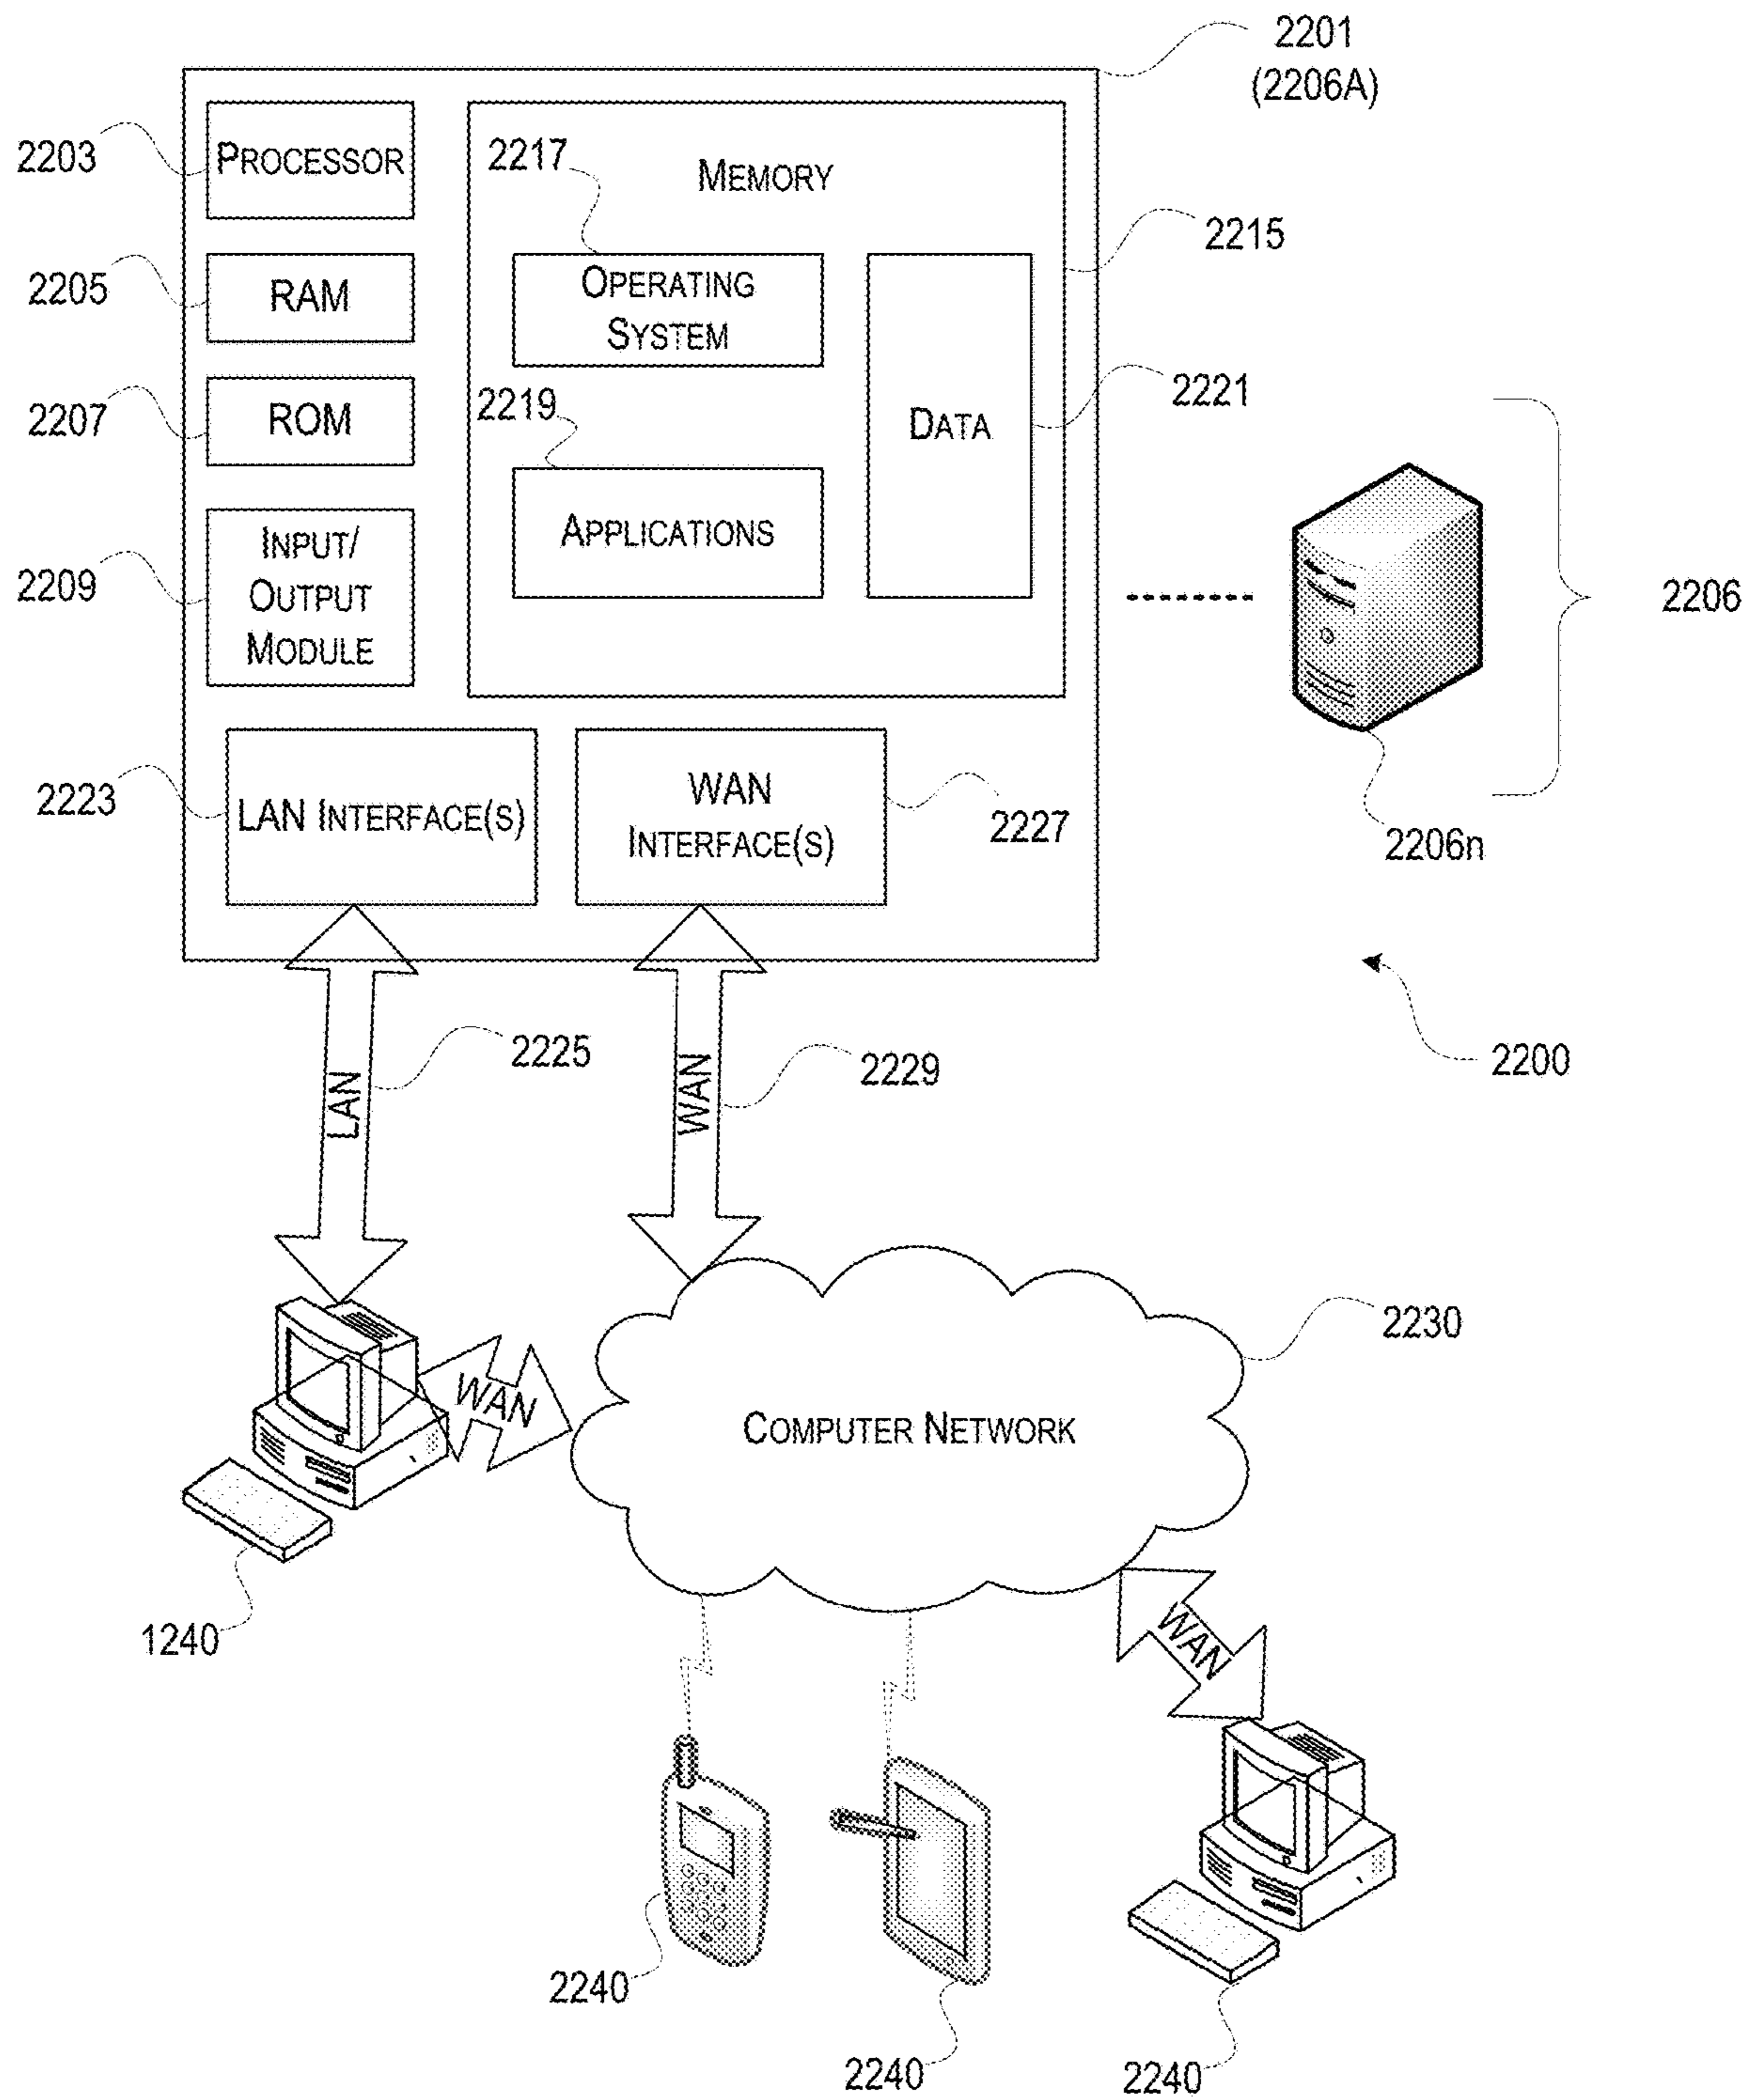 2201
(2206A)
2203
PROCESSOR
2217
MEMORY
2215
2205
RAM
OPERATING
SYSTEM
2221
2207
ROM
2219
DATA
2209
INPUT/
OUTPUT
MODULE
APPLICATIONS
2206
2223
LAN INTERFACE(S)
WAN
INTERFACE(S)
2227
2206n
2225
LAN
2229
WAN
2200
2230
WAN
COMPUTER NETWORK
1240
WAN
2240
2240
2240